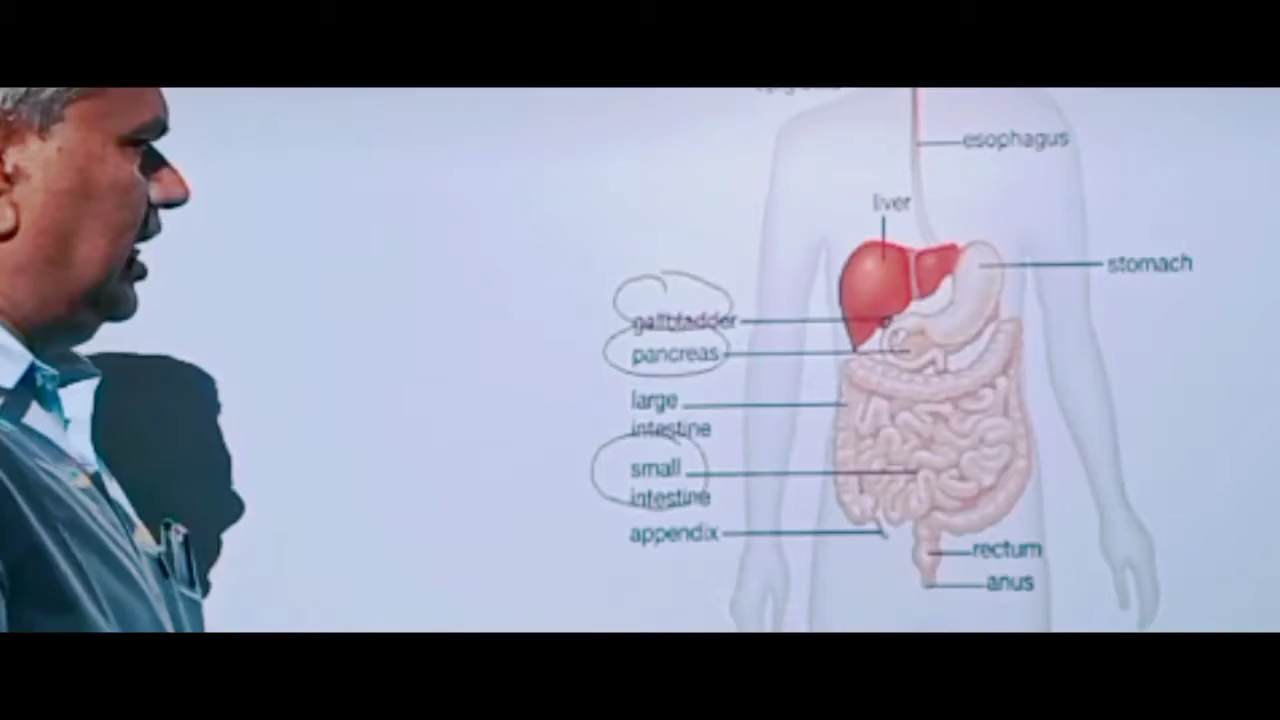 esophagus
liver
stomach
gallbladder
pancreas
large
intestine
small
intestine
appendix
rectum
anus